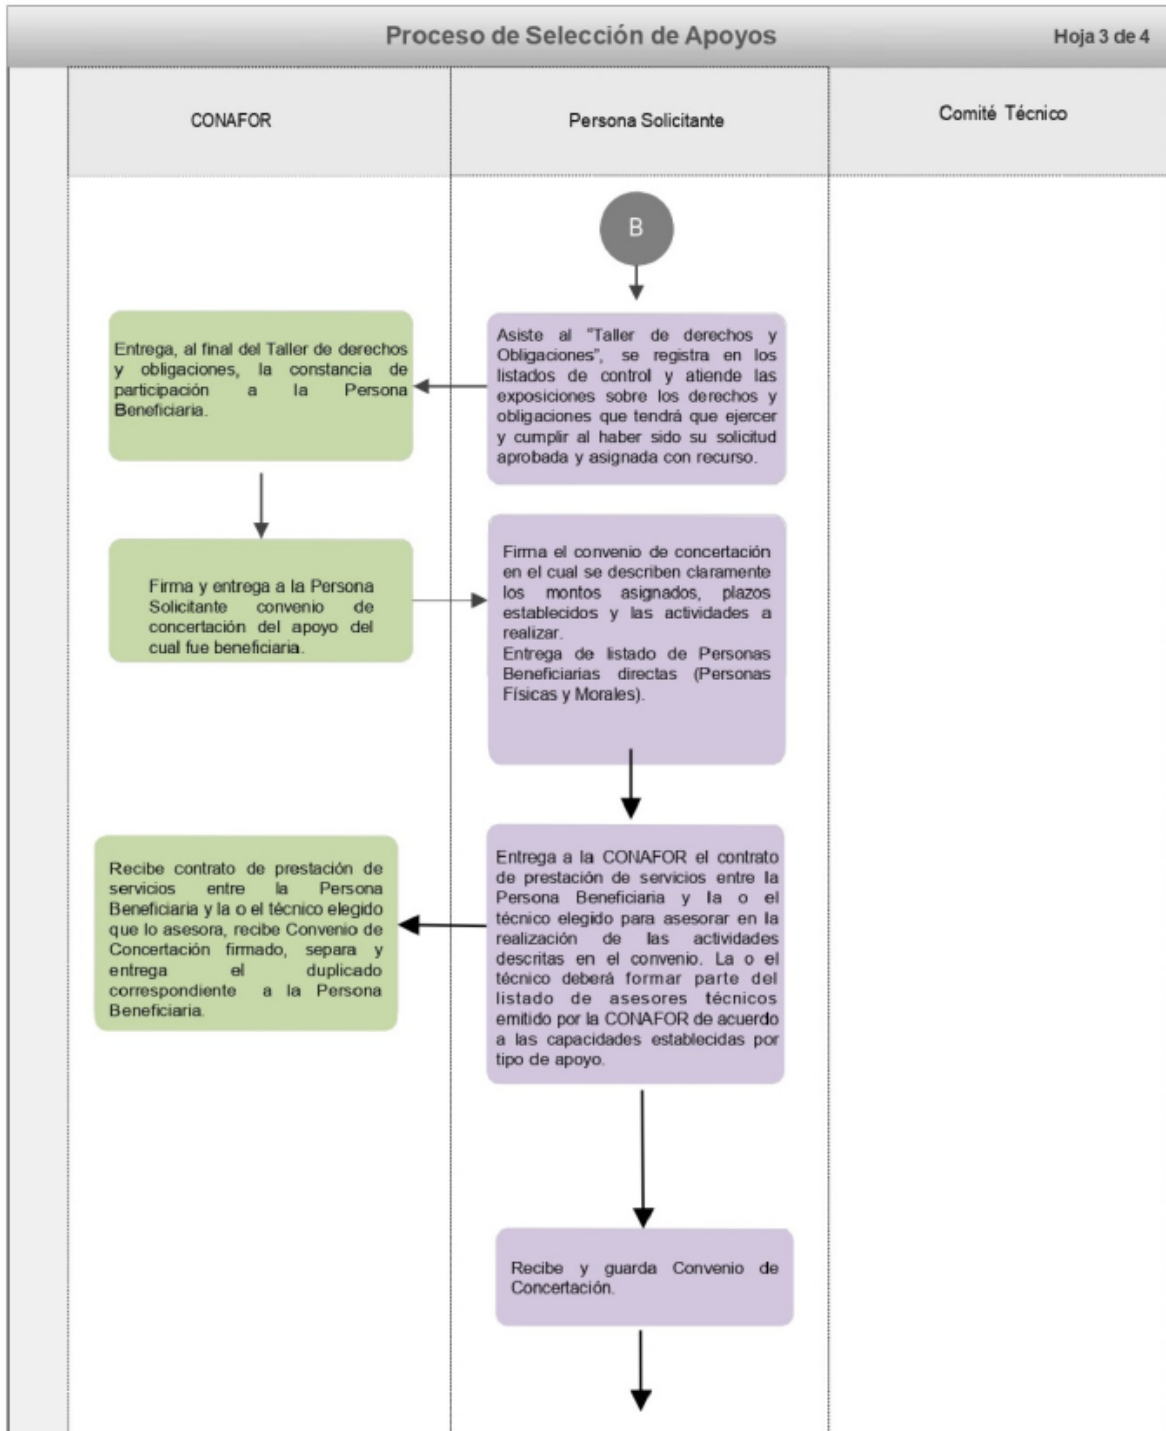 Proceso de Selección de Apoyos
Hoja 3 de 4
CONAFOR
Persona Solicitante
Comité Técnico
B
Asiste al "Taller de derechos y
Obligaciones", se registra en los
listados de control y atiende las
exposiciones sobre los derechos y
obligaciones que tendrá que ejercer
y cumplir al haber sido su solicitud
aprobada y asignada con recurso.
Entrega, al final del Taller de derechos
y obligaciones, la constancia de
participación a la Persona
Beneficiaria.
Firma y entrega a la Persona
Solicitante convenio de
concertación del apoyo del
cual fue beneficiaria.
Firma el convenio de concertación
en el cual se describen claramente
los montos asignados, plazos
establecidos y las actividades a
realizar.
Entrega de listado de Personas
Beneficiarias directas (Personas
Físicas y Morales).
Entrega a la CONAFOR el contrato
de prestación de servicios entre la
Persona Beneficiaria y la o el
técnico elegido para asesorar en la
realización de las actividades
descritas en el convenio. La o el
técnico deberá formar parte del
listado de asesores técnicos
emitido por la CONAFOR de acuerdo
a las capacidades establecidas por
tipo de apoyo.
Recibe contrato de prestación de
servicios entre la Persona
Beneficiaria y la o el técnico elegido
que lo asesora, recibe Convenio de
Concertación firmado, separa y
entrega el duplicado
correspondiente a la Persona
Beneficiaria.
Recibe y guarda Convenio de
Concertación.